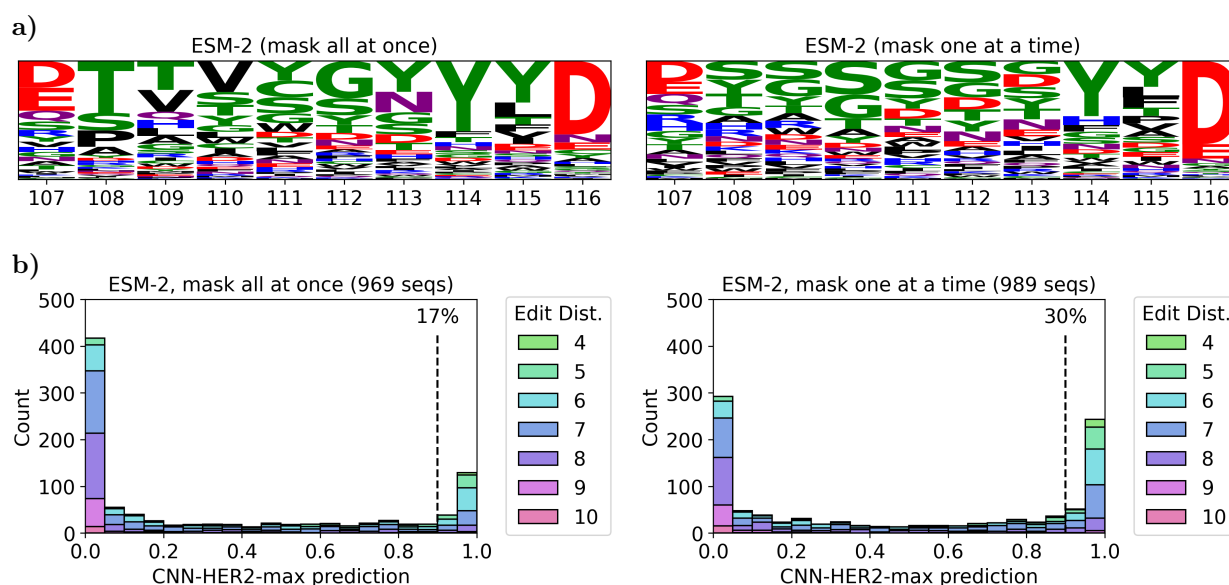 a)
ESM-2 (mask all at once)
107 108 109 110 111 112 113 114 115 116
ESM-2 (mask one at a time)
107 108 109 110 111 112 113 114 115 116
b)
ESM-2, mask all at once (969 seqs)
500
400
300
200
100
0
Count
17%
0.0 0.2 0.4 0.6 0.8 1.0
CNN-HER2-max prediction
Edit Dist.
4
5
6
7
8
9
10
ESM-2, mask one at a time (989 seqs)
500
400
300
200
100
0
Count
30%
0.0 0.2 0.4 0.6 0.8 1.0
CNN-HER2-max prediction
Edit Dist.
4
5
6
7
8
9
10